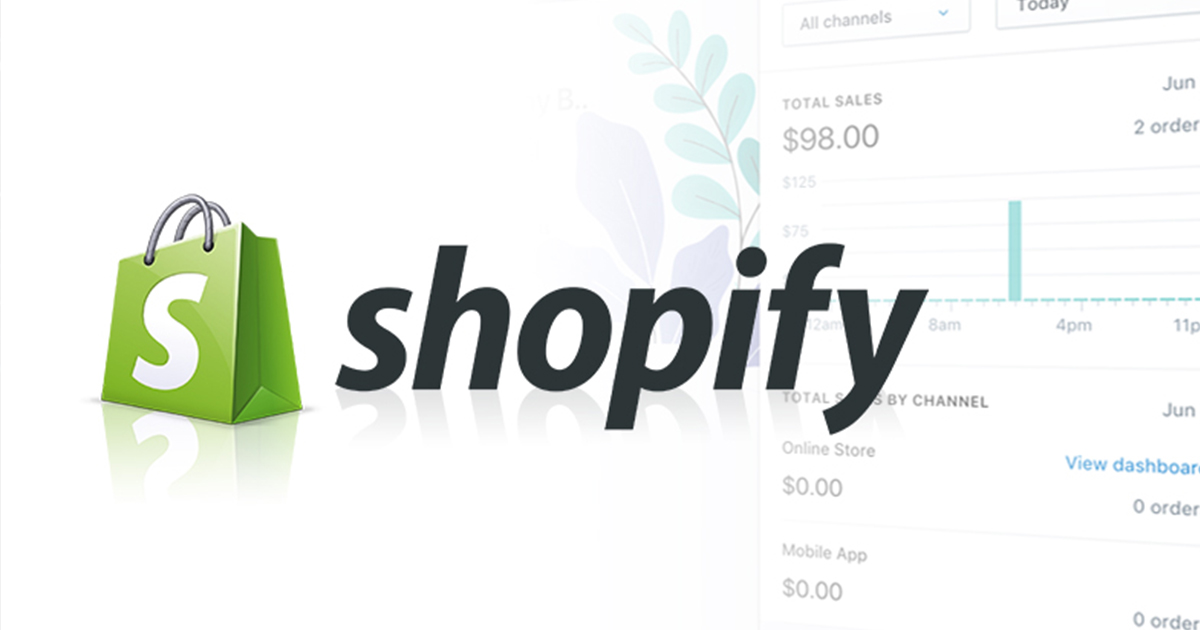 S
shopify
All channels
Today
TOTAL SALES
Jun
$98.00
2 order
$125
$75
12am
8am
4pm
11p
TOTAL S S BY CHANNEL
Jun
Online Store
View dashboar
$0.00
0 order
Mobile App
$0.00
0 order